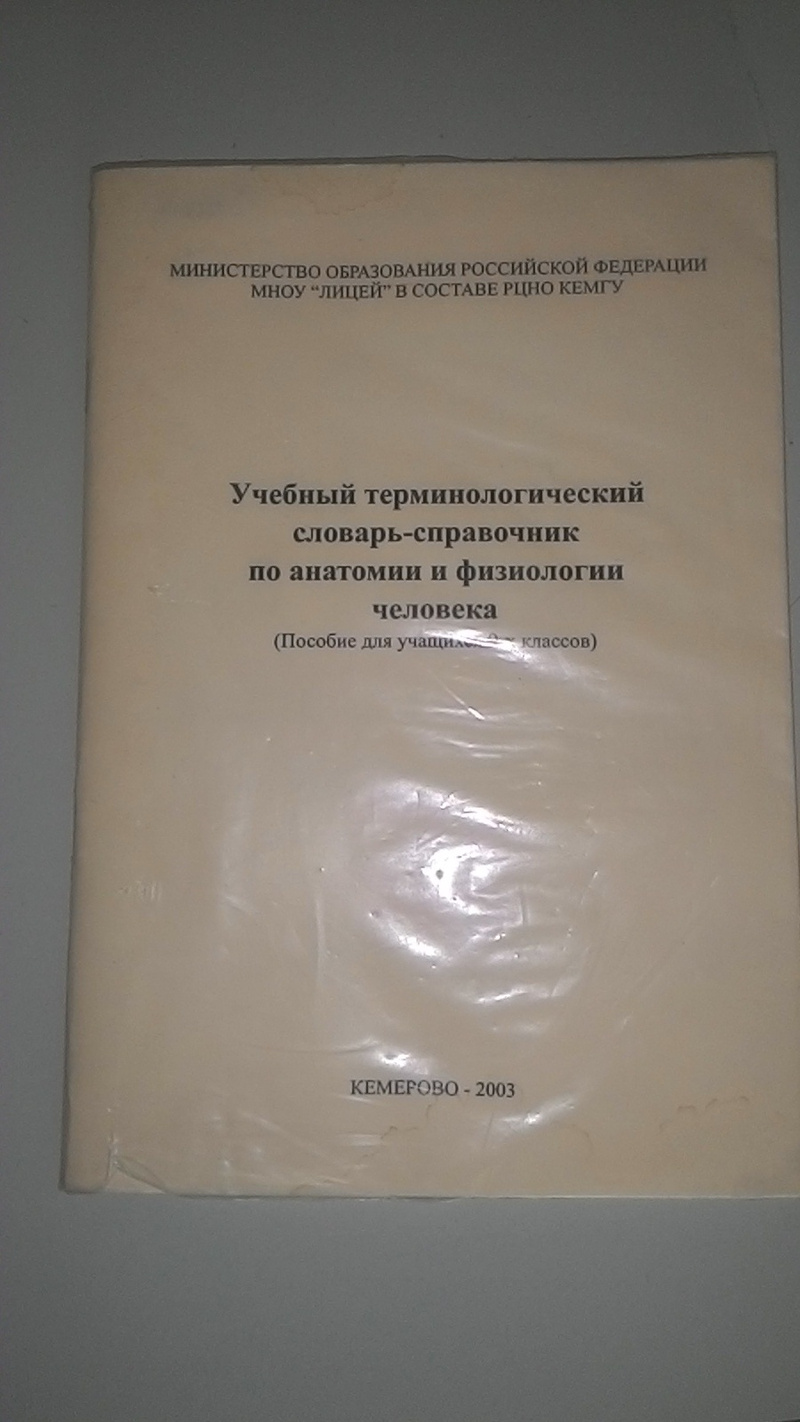 МИНИСТЕРСТВО ОБРАЗОВАНИЯ РОССИЙСКОЙ ФЕДЕРАЦИИ
МНОУ “ЛИЦЕЙ” В СОСТАВЕ РЦНО КЕМГУ
Учебный терминологический
словарь-справочник
по анатомии и физиологии
человека
(Пособие для учащихся классов)
КЕМЕРОВО - 2003